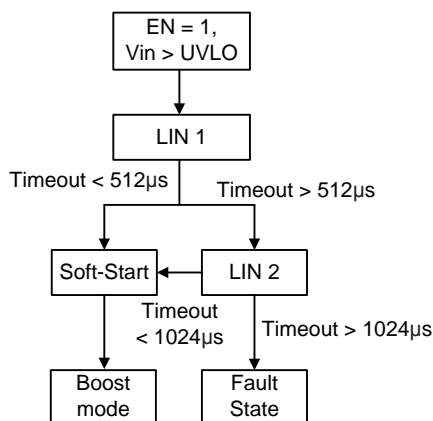 EN = 1,
Vin > UVLO
LIN 1
Timeout < 512µs
Timeout > 512µs
Soft-Start
LIN 2
Timeout
< 1024µs
Timeout > 1024µs
Boost
mode
Fault
State